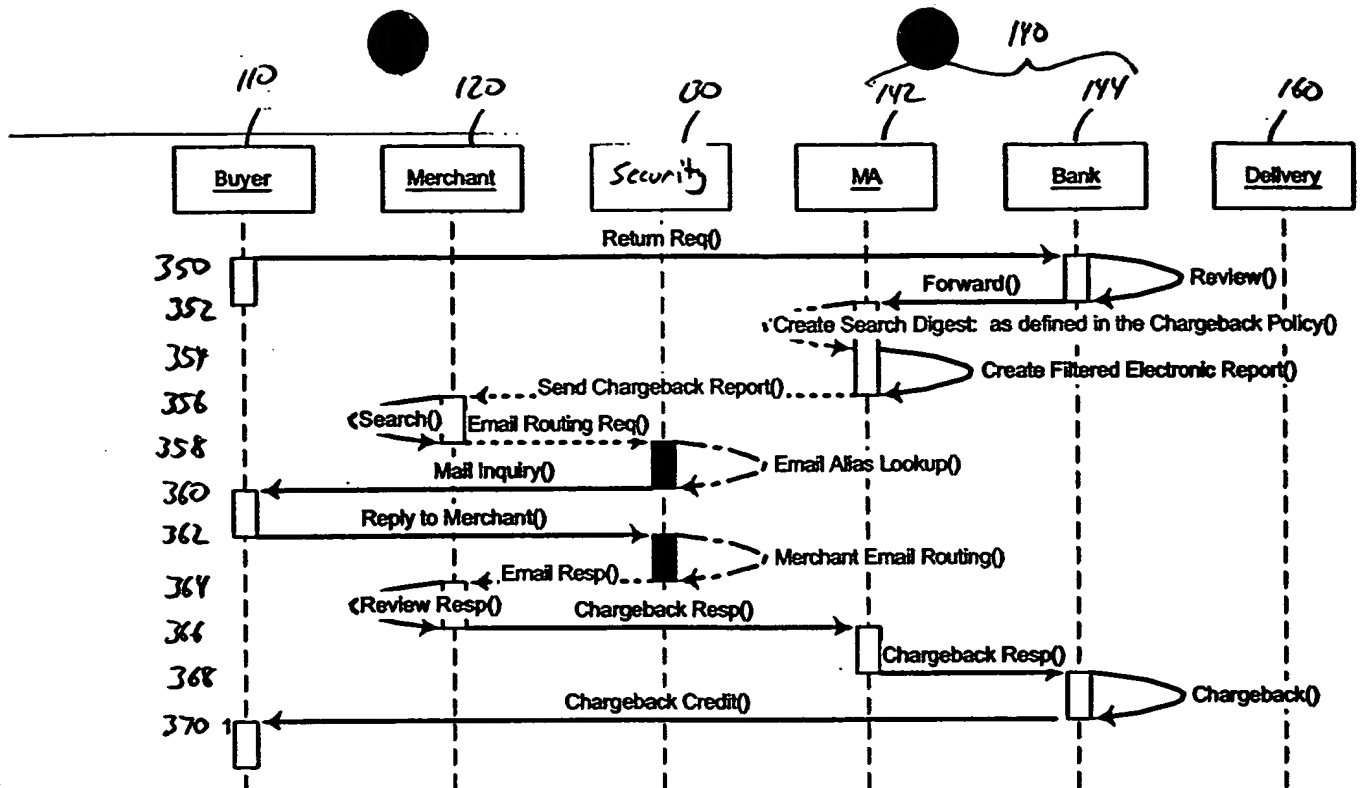 140
110 120 130 142 144 160
Buyer Merchant Security MA Bank Delivery
Return Req()
350
Review()
Forward()
352
Create Search Digest: as defined in the Chargeback Policy()
354
Create Filtered Electronic Report()
Send Chargeback Report()
356
Search() Email Routing Req()
358
Email Alias Lookup()
Mail Inquiry()
360
Reply to Merchant()
362
Merchant Email Routing()
Email Resp()
364
Review Resp() Chargeback Resp()
366
Chargeback Resp()
368
Chargeback()
Chargeback Credit()
370 1